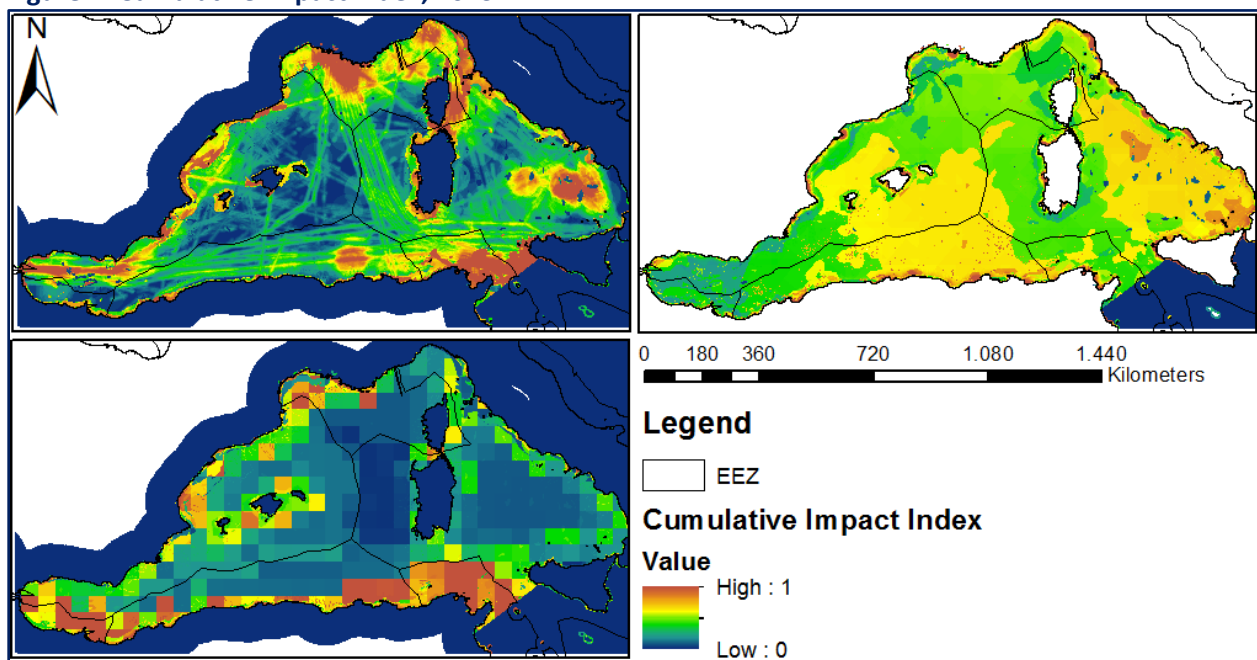 N
0 180 360 720 1.080 1.440
Kilometers
Legend
EEZ
Cumulative Impact Index
Value
High : 1
Low : 0